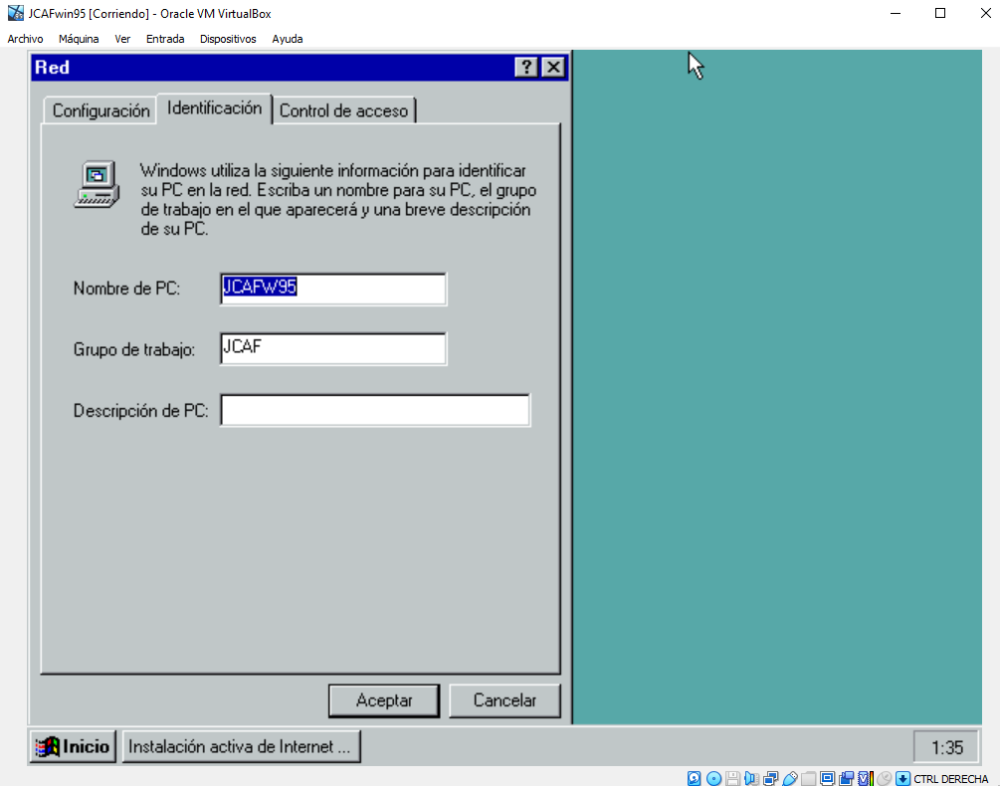 JCAFwin95 [Corriendo] - Oracle VM VirtualBox
Archivo Máquina Ver Entrada Dispositivos Ayuda
Red
Configuración Identificación Control de acceso
Windows utiliza la siguiente información para identificar
su PC en la red. Escriba un nombre para su PC, el grupo
de trabajo en el que aparecerá y una breve descripción
de su PC.
Nombre de PC: JCAFW95
Grupo de trabajo: JCAF
Descripción de PC:
Aceptar Cancelar
Inicio Instalación activa de Internet ... 1:35
CTRL DERECHA